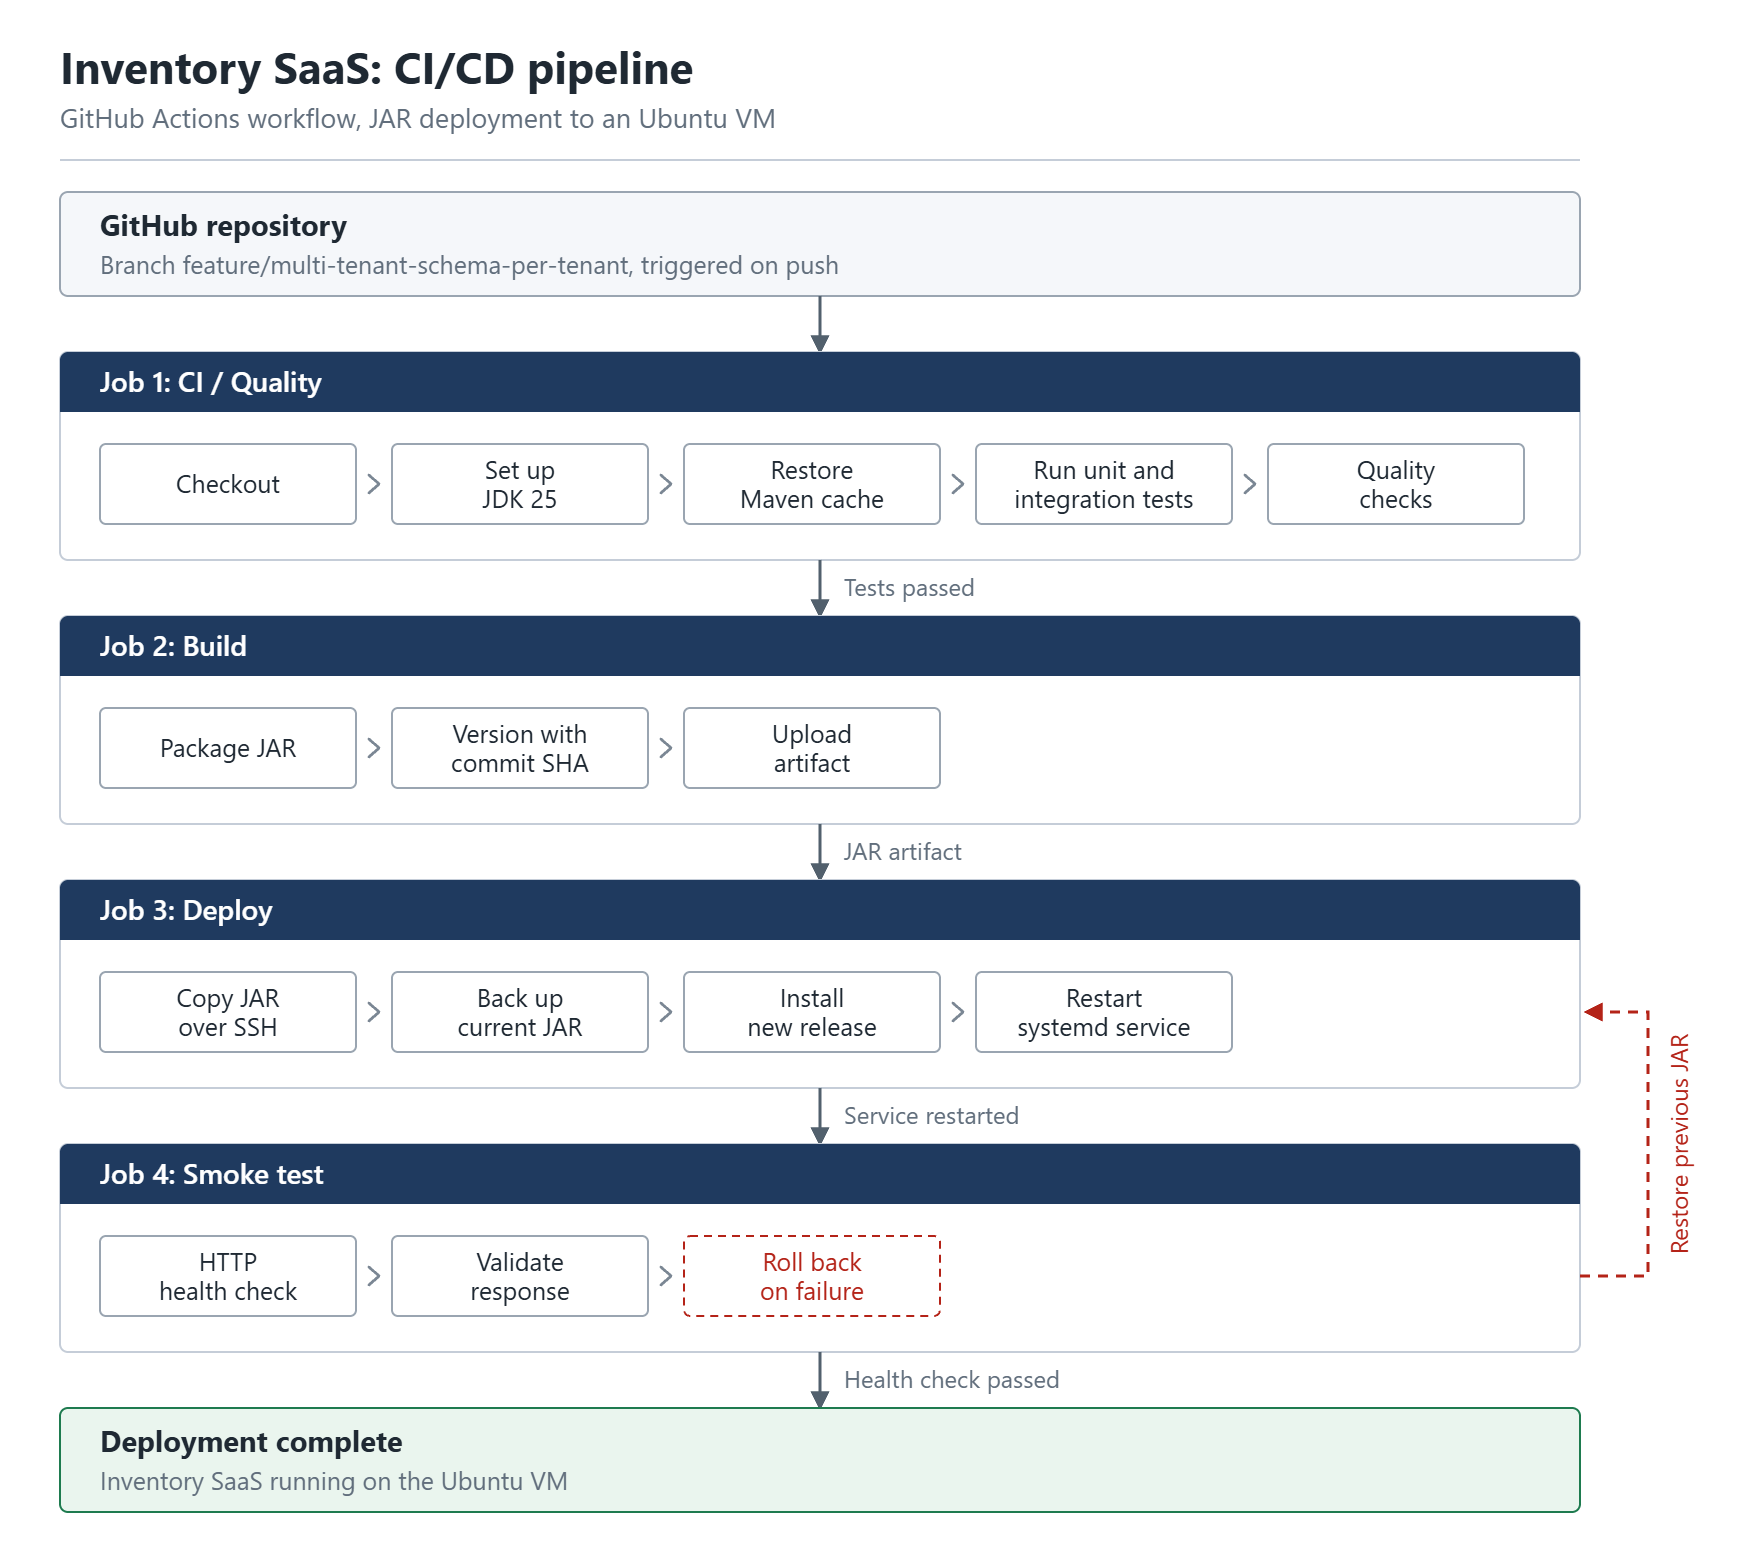 Inventory SaaS: CI/CD pipeline
GitHub Actions workflow, JAR deployment to an Ubuntu VM
GitHub repository
Branch feature/multi-tenant-schema-per-tenant, triggered on push
Job 1: CI / Quality
Checkout
Set up
JDK 25
Restore
Maven cache
Run unit and
integration tests
Quality
checks
Tests passed
Job 2: Build
Package JAR
Version with
commit SHA
Upload
artifact
JAR artifact
Job 3: Deploy
Copy JAR
over SSH
Back up
current JAR
Install
new release
Restart
systemd service
Restore previous JAR
Service restarted
Job 4: Smoke test
HTTP
health check
Validate
response
Roll back
on failure
Health check passed
Deployment complete
Inventory SaaS running on the Ubuntu VM